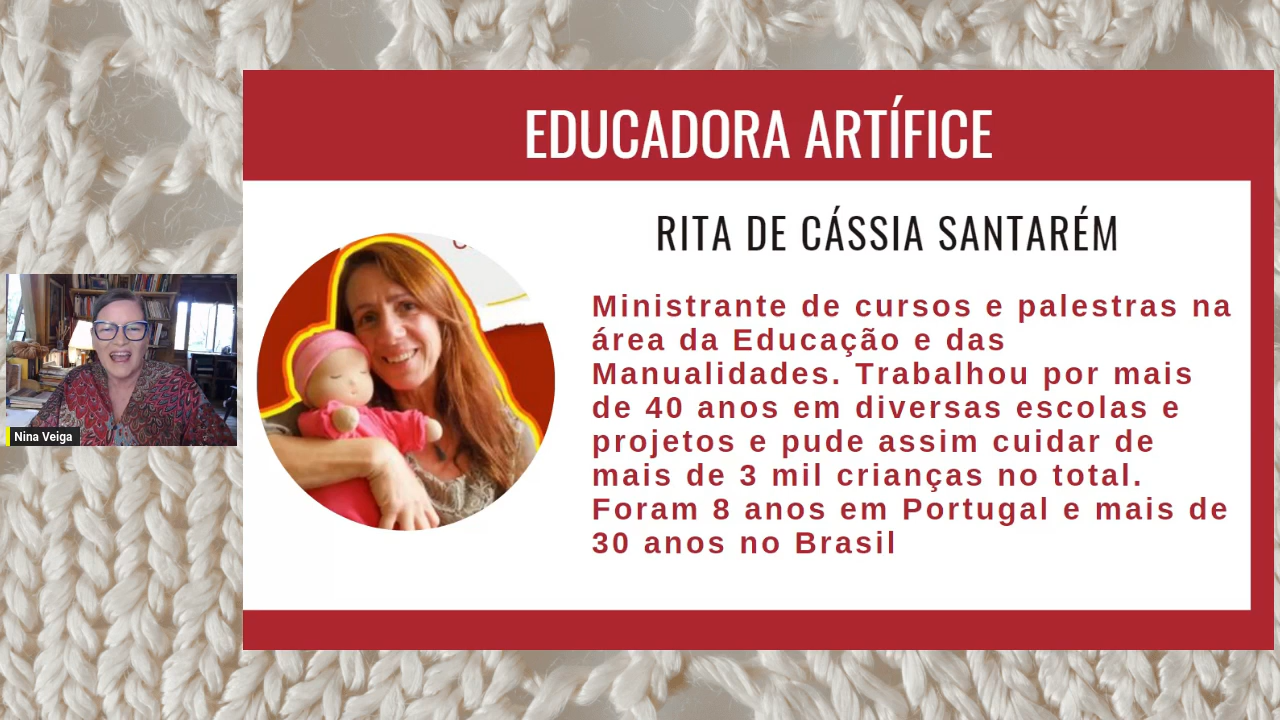 EDUCADORA ARTÍFICE
RITA DE CÁSSIA SANTARÉM
Ministrante de cursos e palestras na
área da Educação e das
Manualidades. Trabalhou por mais
de 40 anos em diversas escolas e
projetos e pude assim cuidar de
mais de 3 mil crianças no total.
Foram 8 anos em Portugal e mais de
30 anos no Brasil
Nina Veiga